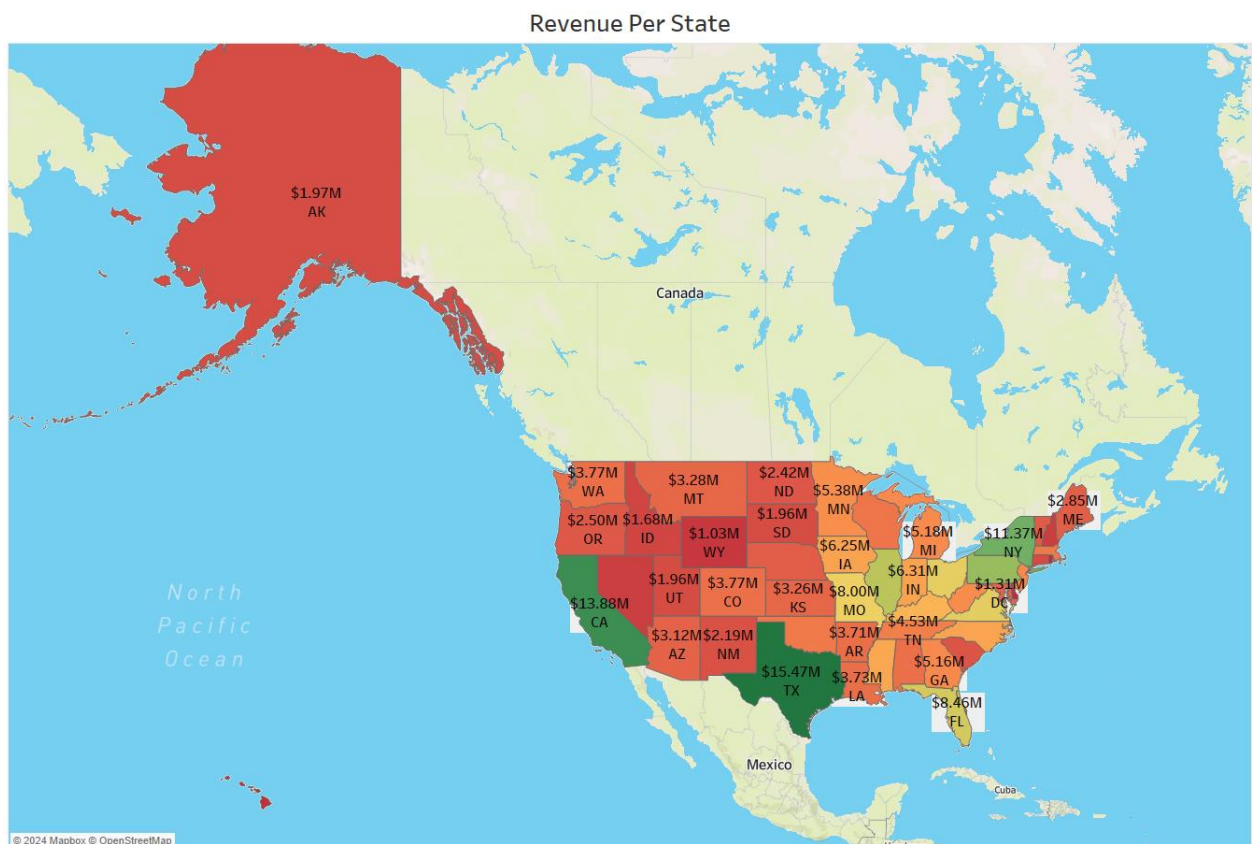 Revenue Per State
$1.97M
AK
Canada
$3.77M
WA
$3.28M
MT
$2.42M
ND
$5.38M
MN
$2.85M
ME
$2.50M
OR
$1.68M
ID
$1.03M
WY
$1.96M
SD
$6.25M
IA
$5.18M
MI
$11.37M
NY
North
Pacific
Ocean
$13.88M
CA
$1.96M
UT
$3.77M
CO
$3.26M
KS
$8.00M
MO
$6.31M
IN
$1.31M
DC
$3.12M
AZ
$2.19M
NM
$3.71M
AR
$4.53M
TN
$15.47M
TX
$3.73M
LA
$5.16M
GA
$8.46M
FL
Mexico
Cuba
© 2024 Mapbox © OpenStreetMap